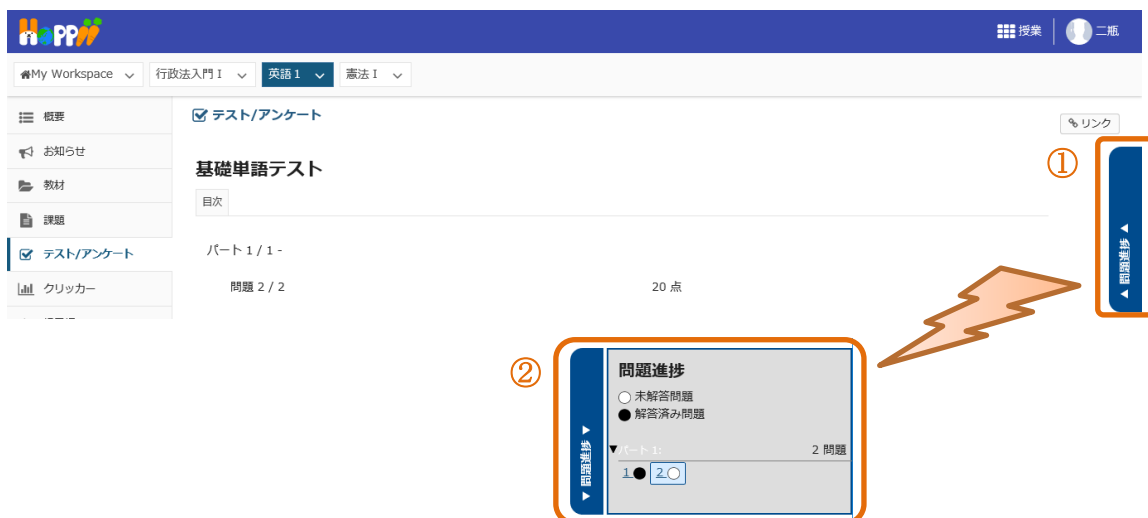 Hoppii
授業
二瓶
My Workspace
行政法入門 I
英語 1
憲法 I
概要
お知らせ
教材
課題
テスト/アンケート
クリッカー
テスト/アンケート
リンク
基礎単語テスト
目次
パート 1 / 1 -
問題 2 / 2
20 点
①
▲ 問題進捗 ▲
②
▼ 問題進捗 ▼
問題進捗
○ 未解答問題
● 解答済み問題
▼パート 1:
2 問題
1● 2○